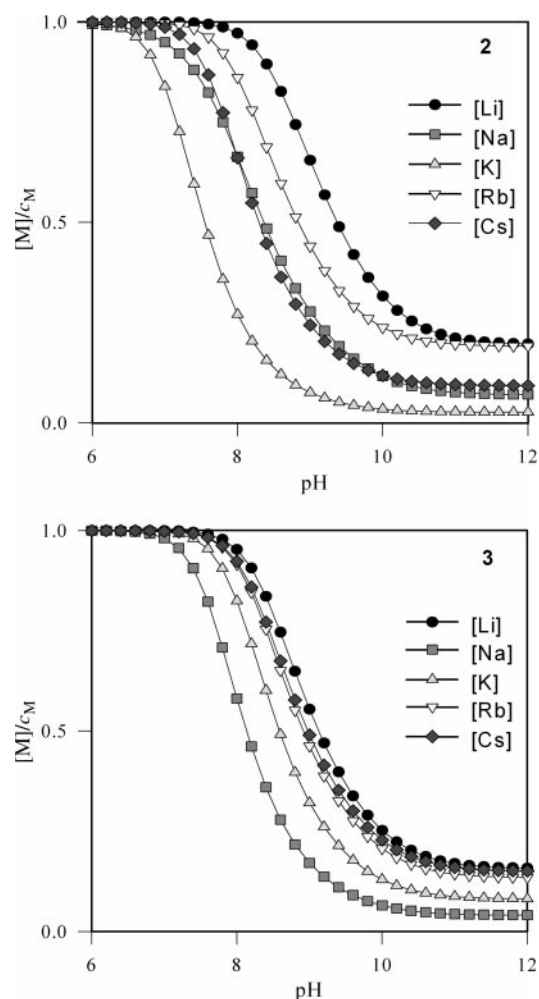 1.0
2
[Li]
[Na]
[K]
[Rb]
[Cs]
0.5
[M]/cM
0.0
6 8 10 12
pH
1.0
3
[Li]
[Na]
[K]
[Rb]
[Cs]
0.5
[M]/cM
0.0
6 8 10 12
pH